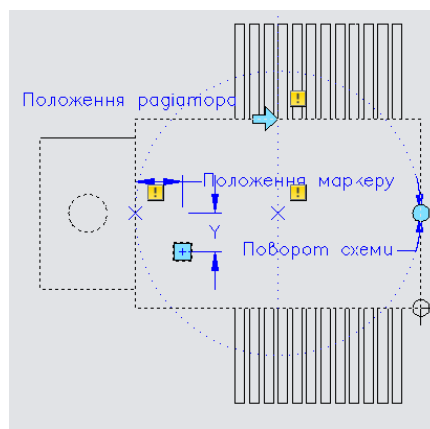 Положення радіатора
Положення маркеру
Y
Поворот схеми